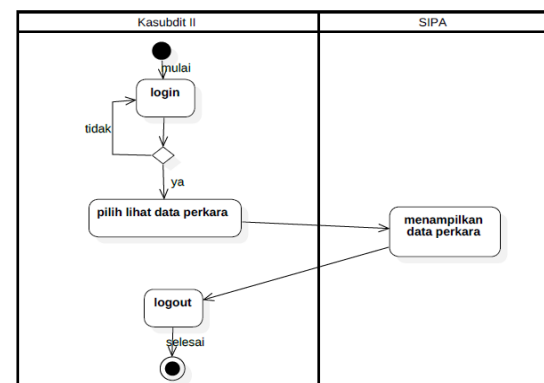 Kasubdit II
SIPA
mulai
login
tidak
ya
pilih lihat data perkara
menampilkan
data perkara
logout
selesai